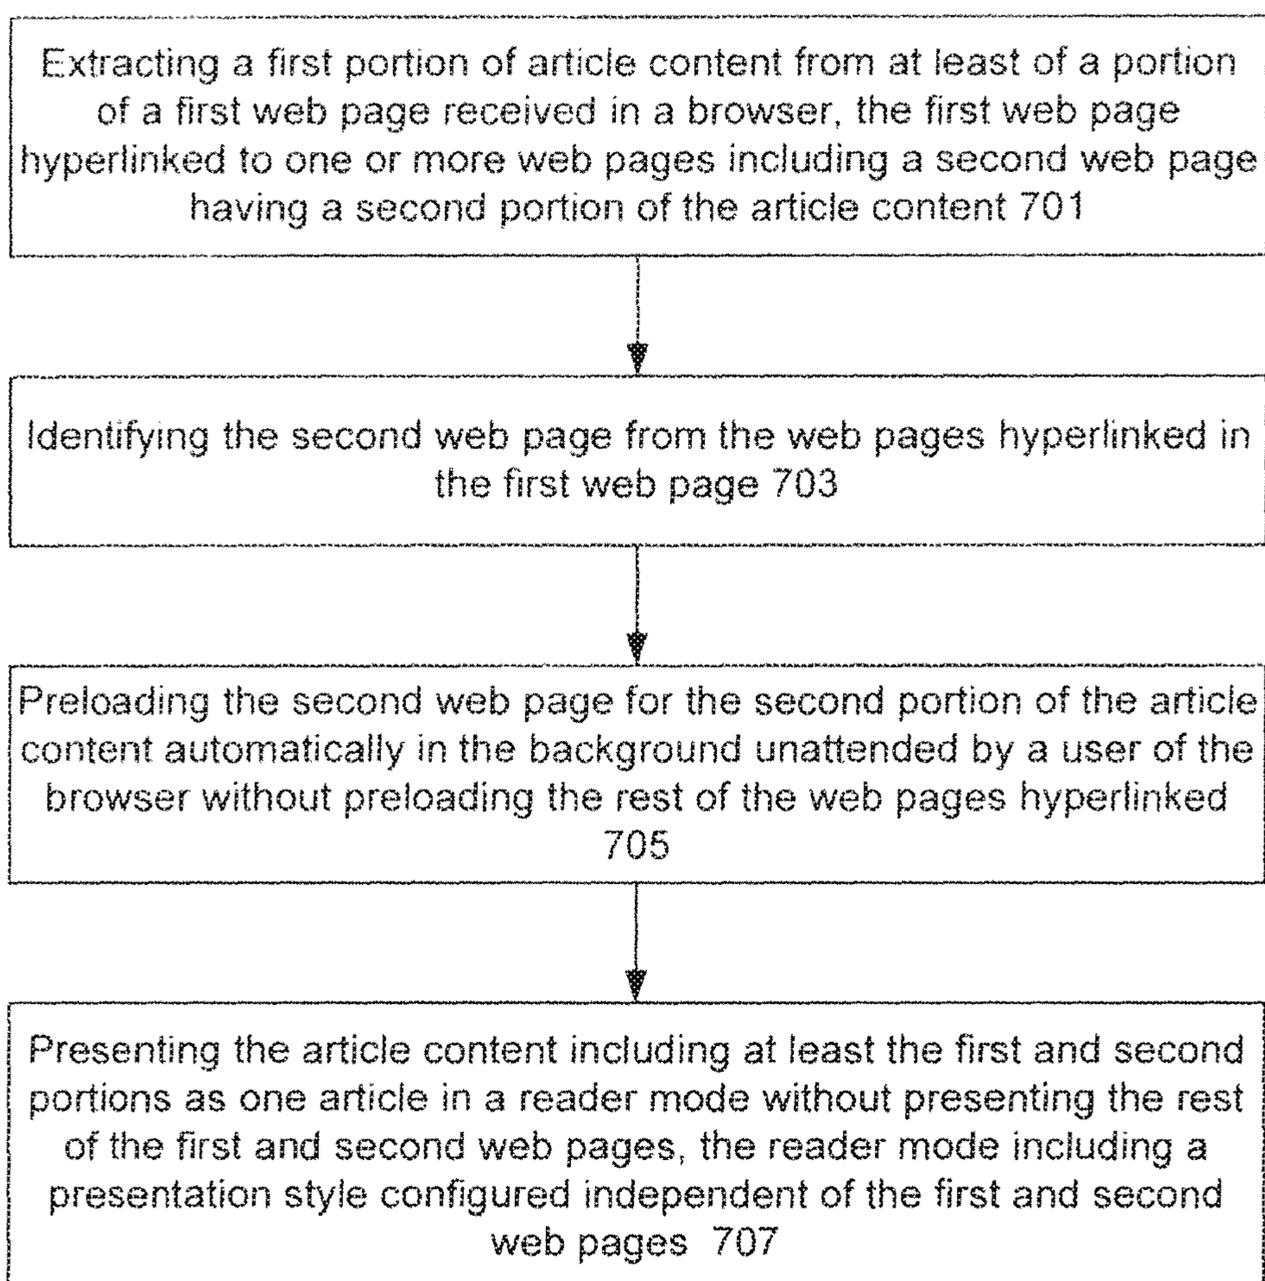 Extracting a first portion of article content from at least of a portion
of a first web page received in a browser, the first web page
hyperlinked to one or more web pages including a second web page
having a second portion of the article content 701
Identifying the second web page from the web pages hyperlinked in
the first web page 703
Preloading the second web page for the second portion of the article
content automatically in the background unattended by a user of the
browser without preloading the rest of the web pages hyperlinked
705
Presenting the article content including at least the first and second
portions as one article in a reader mode without presenting the rest
of the first and second web pages, the reader mode including a
presentation style configured independent of the first and second
web pages 707